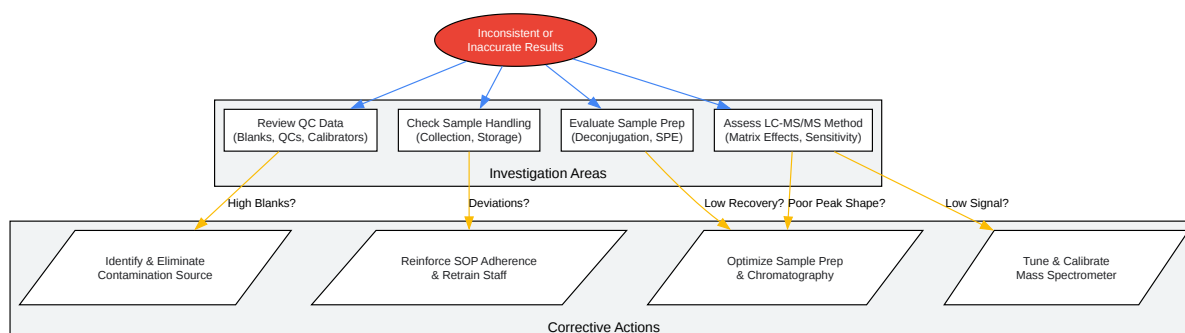 Inconsistent or
Inaccurate Results
Review QC Data
(Blanks, QCs, Calibrators)
Check Sample Handling
(Collection, Storage)
Evaluate Sample Prep
(Deconjugation, SPE)
Assess LC-MS/MS Method
(Matrix Effects, Sensitivity)
Investigation Areas
High Blanks?
Deviations?
Low Recovery?
Poor Peak Shape?
Low Signal?
Identify & Eliminate
Contamination Source
Reinforce SOP Adherence
& Retrain Staff
Optimize Sample Prep
& Chromatography
Tune & Calibrate
Mass Spectrometer
Corrective Actions